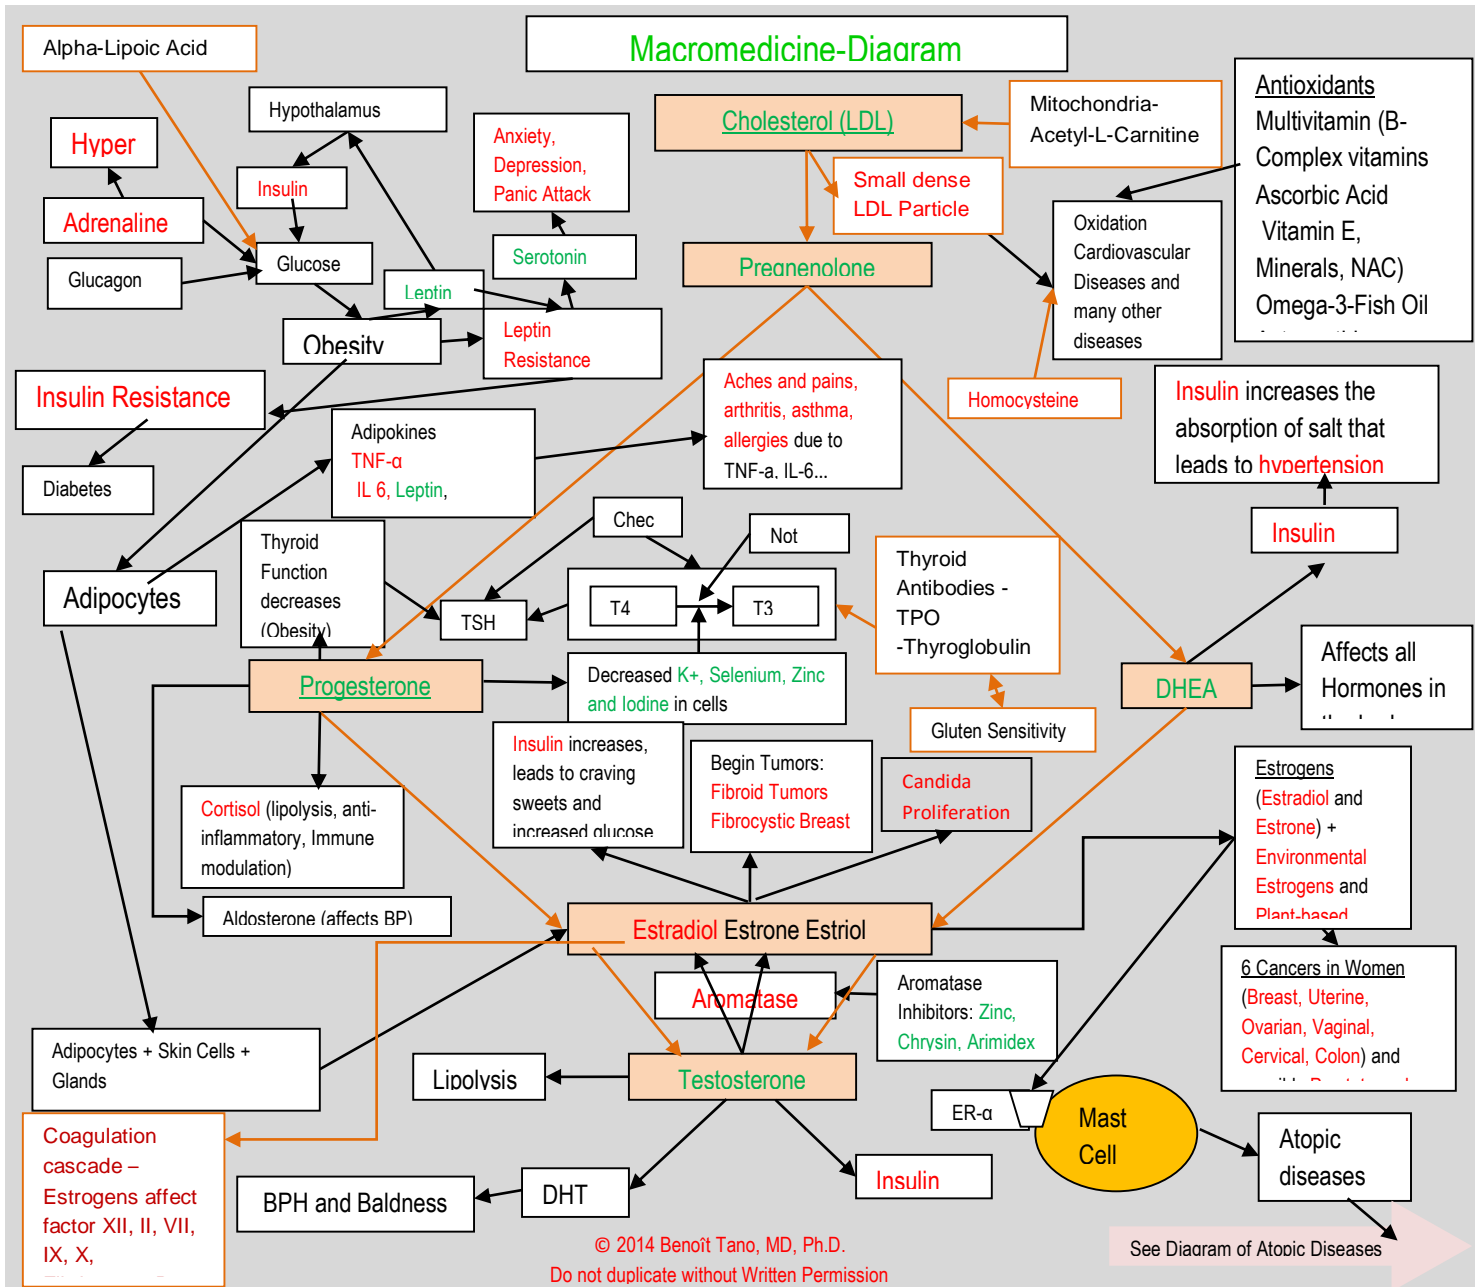 Macromedicine-Diagram
Alpha-Lipoic Acid
Hypothalamus
Hyper
Insulin
Adrenaline
Glucagon
Glucose
Anxiety,
Depression,
Panic Attack
Serotonin
Leptin
Obesity
Leptin
Resistance
Cholesterol (LDL)
Mitochondria-
Acetyl-L-Carnitine
Small dense
LDL Particle
Pregnenolone
Oxidation
Cardiovascular
Diseases and
many other
diseases
Homocysteine
Antioxidants
Multivitamin (B-
Complex vitamins
Ascorbic Acid
Vitamin E,
Minerals, NAC)
Omega-3-Fish Oil
Insulin Resistance
Diabetes
Adipokines
TNF-α
IL 6, Leptin,
Aches and pains,
arthritis, asthma,
allergies due to
TNF-a, IL-6...
Insulin increases the
absorption of salt that
leads to hypertension
Insulin
Adipocytes
Thyroid
Function
decreases
(Obesity)
Chec
Not
TSH
T4
T3
Thyroid
Antibodies -
TPO
-Thyroglobulin
Gluten Sensitivity
Progesterone
Decreased K+, Selenium, Zinc
and Iodine in cells
DHEA
Affects all
Hormones in
Cortisol (lipolysis, anti-
inflammatory, Immune
modulation)
Aldosterone (affects BP)
Insulin increases,
leads to craving
sweets and
increased glucose
Begin Tumors:
Fibroid Tumors
Fibrocystic Breast
Candida
Proliferation
Estrogens
(Estradiol and
Estrone) +
Environmental
Estrogens and
Plant-based
Estradiol Estrone Estriol
Aromatase
Aromatase
Inhibitors: Zinc,
Chrysin, Arimidex
6 Cancers in Women
(Breast, Uterine,
Ovarian, Vaginal,
Cervical, Colon) and
Adipocytes + Skin Cells +
Glands
Lipolysis
Testosterone
ER-α
Mast
Cell
Atopic
diseases
Coagulation
cascade –
Estrogens affect
factor XII, II, VII,
IX, X,
BPH and Baldness
DHT
Insulin
© 2014 Benoît Tano, MD, Ph.D.
Do not duplicate without Written Permission
See Diagram of Atopic Diseases